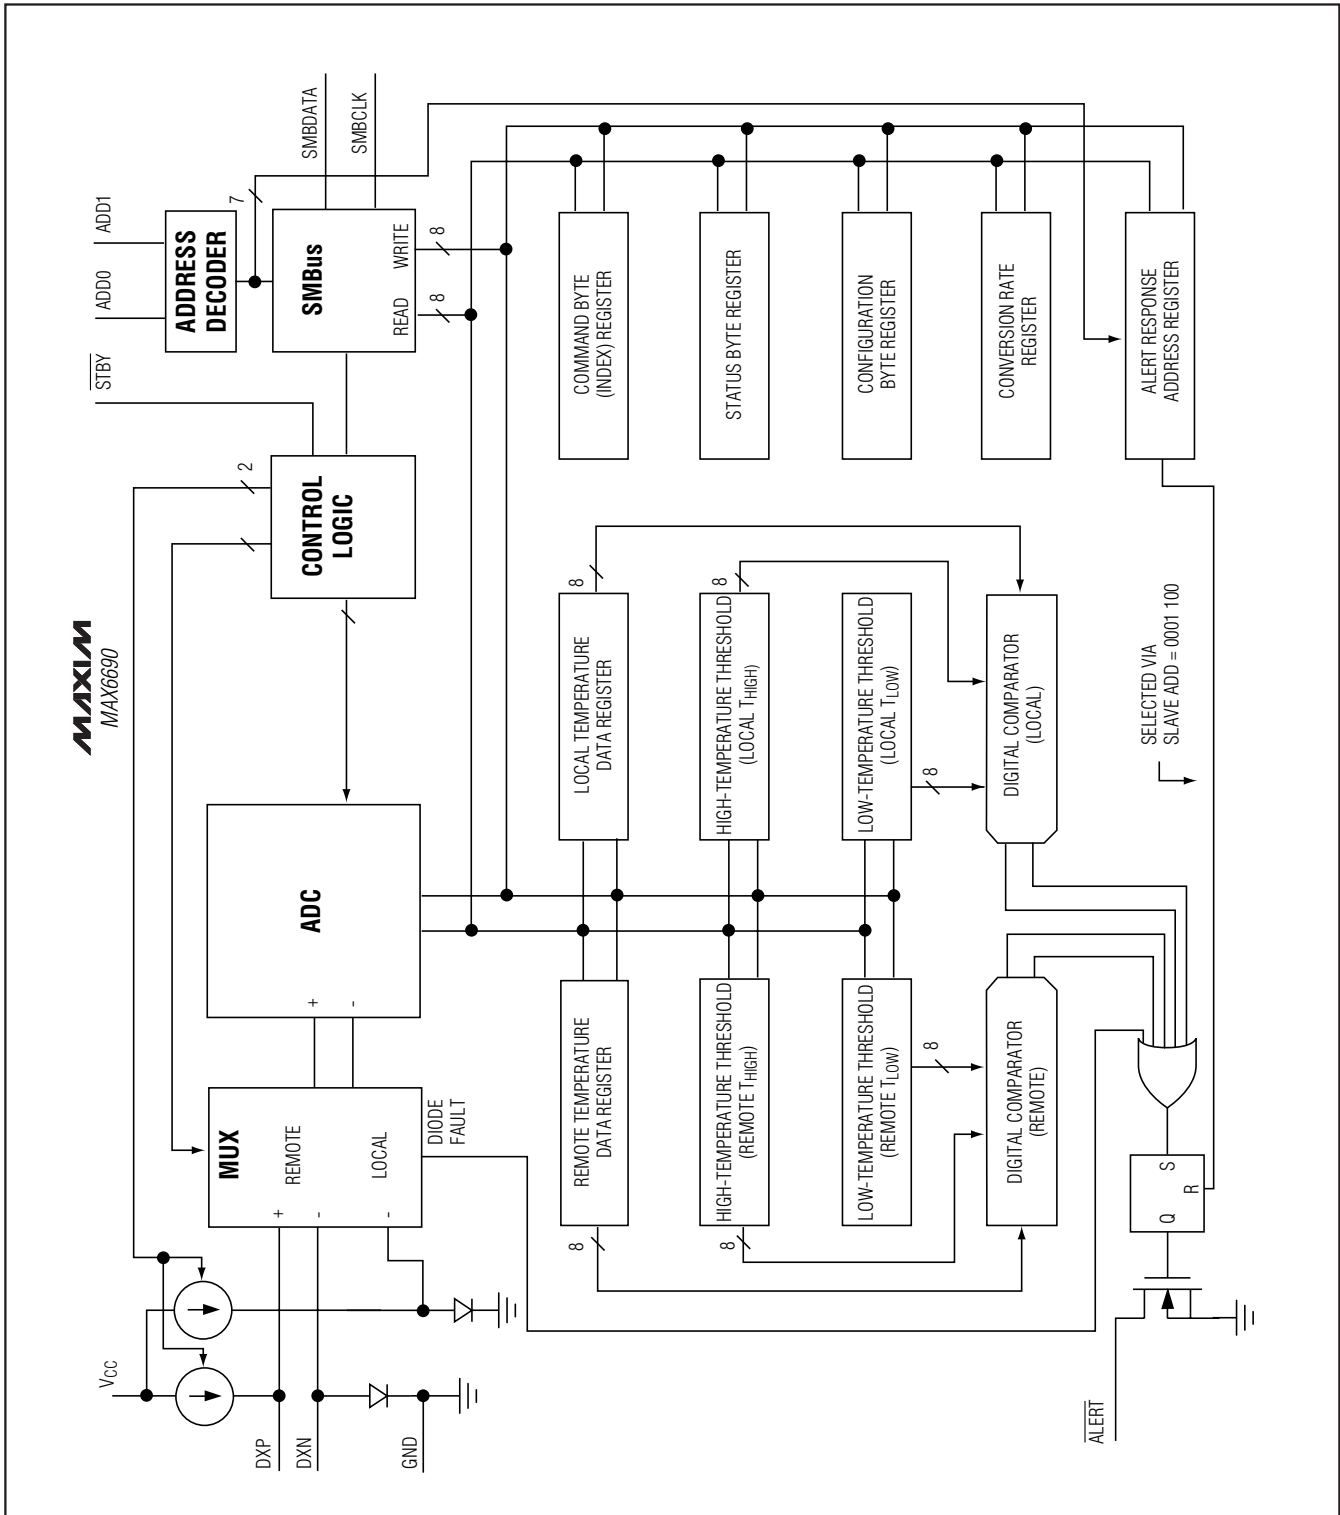 MAXIM
MAX6690
VCC
DXP
DXN
GND
+
-
-
MUX
REMOTE
LOCAL
DIODE
FAULT
+
-
ADC
2
CONTROL
LOGIC
STBY
ADD0
ADD1
ADDRESS
DECODER
7
SMBus
READ
WRITE
8
8
SMBDATA
SMBCLK
REMOTE TEMPERATURE
DATA REGISTER
8
HIGH-TEMPERATURE THRESHOLD
(REMOTE THIGH)
8
LOW-TEMPERATURE THRESHOLD
(REMOTE TLOW)
8
DIGITAL COMPARATOR
(REMOTE)
LOCAL TEMPERATURE
DATA REGISTER
8
HIGH-TEMPERATURE THRESHOLD
(LOCAL THIGH)
8
LOW-TEMPERATURE THRESHOLD
(LOCAL TLOW)
8
DIGITAL COMPARATOR
(LOCAL)
COMMAND BYTE
(INDEX) REGISTER
STATUS BYTE REGISTER
CONFIGURATION
BYTE REGISTER
CONVERSION RATE
REGISTER
ALERT RESPONSE
ADDRESS REGISTER
SELECTED VIA
SLAVE ADD = 0001 100
Q
S
R
ALERT